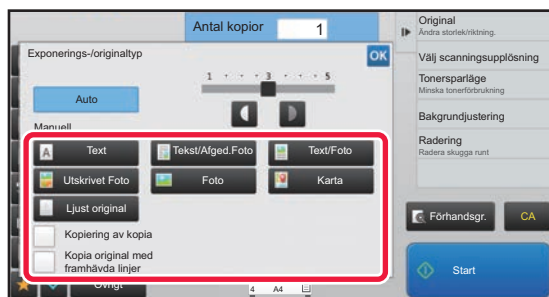 Antal kopior 1
Exponerings-/originaltyp
OK
1 3 5
Auto
Manuell
A Text
Tekst/Afged.Foto
Text/Foto
Utskrivet Foto
Foto
Karta
Ljust original
Kopiering av kopia
Kopia original med
framhävda linjer
Övrigt
4 A4
Original
Ändra storlek/riktning.
Välj scanningsupplösning
Tonersparläge
Minska tonerförbrukning
Bakgrundjustering
Radering
Radera skugga runt
Förhandsgr.
CA
Start